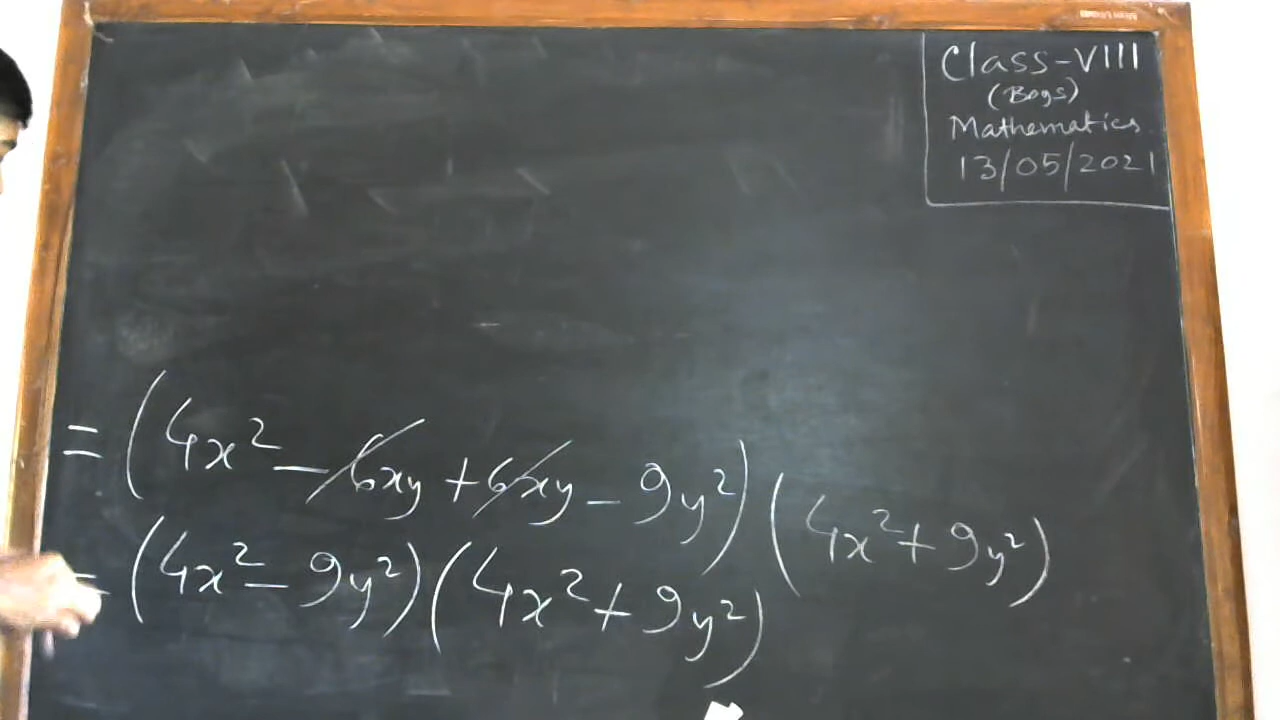 Class-VIII
(Boys)
Mathematics
13/05/2021
= (4x² - 6xy + 6xy - 9y²) (4x² + 9y²)
= (4x² - 9y²) (4x² + 9y²)